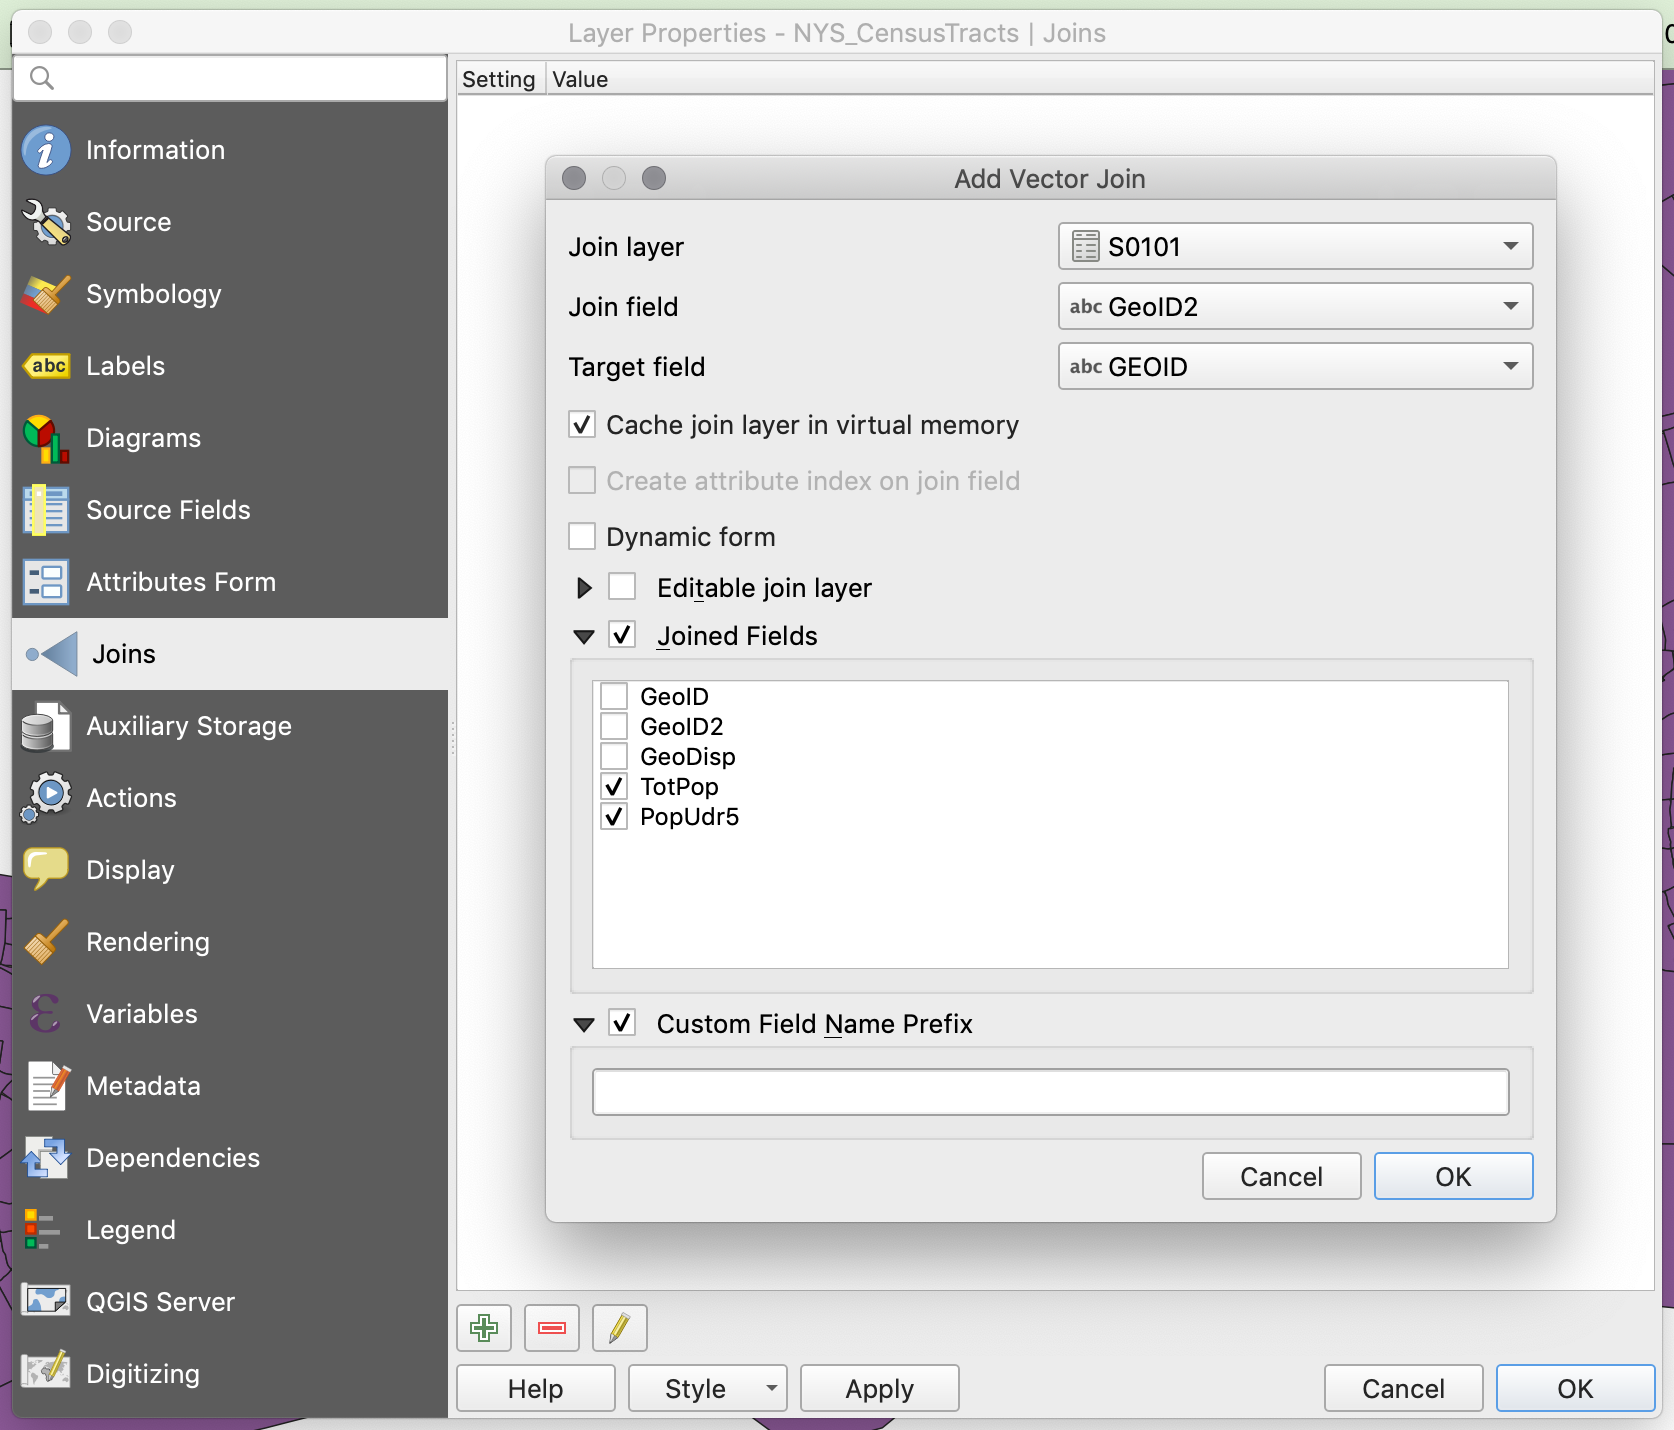 Layer Properties - NYS_CensusTracts | Joins
Information
Source
Symbology
abc Labels
Diagrams
Source Fields
Attributes Form
Joins
Auxiliary Storage
Actions
Display
Rendering
Variables
Metadata
Dependencies
Legend
QGIS Server
Digitizing
Setting Value
Add Vector Join
Join layer S0101
Join field abc GeoID2
Target field abc GEOID
Cache join layer in virtual memory
Create attribute index on join field
Dynamic form
Editable join layer
Joined Fields
GeoID
GeoID2
GeoDisp
TotPop
PopUdr5
Custom Field Name Prefix
Cancel OK
Help Style Apply Cancel OK